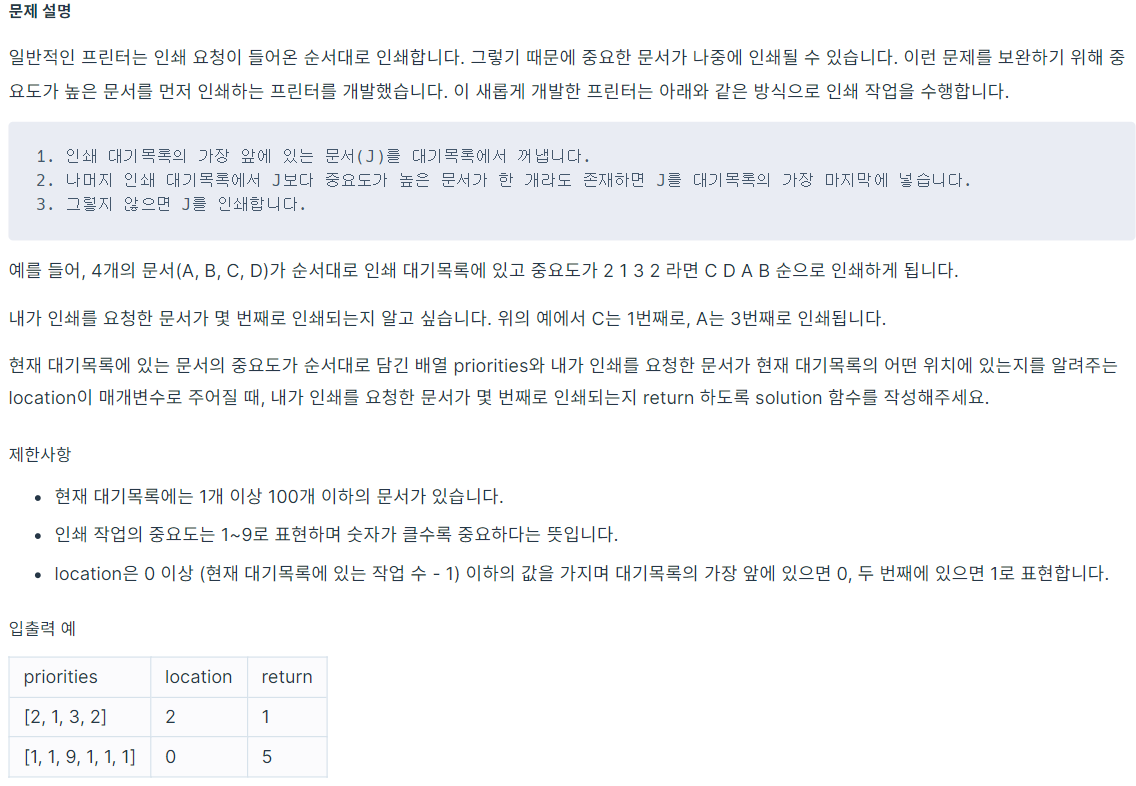 문제 설명
일반적인 프린터는 인쇄 요청이 들어온 순서대로 인쇄합니다. 그렇기 때문에 중요한 문서가 나중에 인쇄될 수 있습니다. 이런 문제를 보완하기 위해 중
요도가 높은 문서를 먼저 인쇄하는 프린터를 개발했습니다. 이 새롭게 개발한 프린터는 아래와 같은 방식으로 인쇄 작업을 수행합니다.
1. 인쇄 대기목록의 가장 앞에 있는 문서(J)를 대기목록에서 꺼냅니다.
2. 나머지 인쇄 대기목록에서 J보다 중요도가 높은 문서가 한 개라도 존재하면 J를 대기목록의 가장 마지막에 넣습니다.
3. 그렇지 않으면 J를 인쇄합니다.
예를 들어, 4개의 문서(A, B, C, D)가 순서대로 인쇄 대기목록에 있고 중요도가 2 1 3 2 라면 C D A B 순으로 인쇄하게 됩니다.
내가 인쇄를 요청한 문서가 몇 번째로 인쇄되는지 알고 싶습니다. 위의 예에서 C는 1번째로, A는 3번째로 인쇄됩니다.
현재 대기목록에 있는 문서의 중요도가 순서대로 담긴 배열 priorities와 내가 인쇄를 요청한 문서가 현재 대기목록의 어떤 위치에 있는지를 알려주는
location이 매개변수로 주어질 때, 내가 인쇄를 요청한 문서가 몇 번째로 인쇄되는지 return 하도록 solution 함수를 작성해주세요.
제한사항
• 현재 대기목록에는 1개 이상 100개 이하의 문서가 있습니다.
• 인쇄 작업의 중요도는 1~9로 표현하며 숫자가 클수록 중요하다는 뜻입니다.
• location은 0 이상 (현재 대기목록에 있는 작업 수 - 1) 이하의 값을 가지며 대기목록의 가장 앞에 있으면 0, 두 번째에 있으면 1로 표현합니다.
입출력 예
priorities location return
[2, 1, 3, 2] 2 1
[1, 1, 9, 1, 1, 1] 0 5